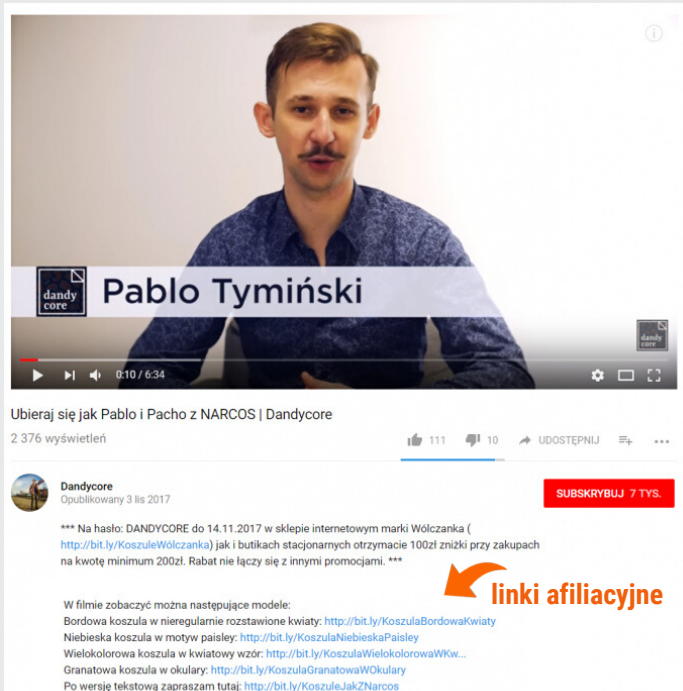 dandy
core
Pablo Tymiński
dandy
core
0:10 / 6:34
Ubieraj się jak Pablo i Pacho z NARCOS | Dandycore
2 376 wyświetleń
111
10
UDOSTĘPNIJ
Dandycore
Opublikowany 3 lis 2017
SUBSKRYBUJ 7 TYS.
*** Na hasło: DANDYCORE do 14.11.2017 w sklepie internetowym marki Wólczanka (
http://bit.ly/KoszuleWólczanka) jak i butikach stacjonarnych otrzymacie 100zł zniżki przy zakupach
na kwotę minimum 200zł. Rabat nie łączy się z innymi promocjami. ***
linki afiliacyjne
W filmie zobaczyć można następujące modele:
Bordowa koszula w nieregularnie rozstawione kwiaty: http://bit.ly/KoszulaBordowaKwiaty
Niebieska koszula w motyw paisley: http://bit.ly/KoszulaNiebieskaPaisley
Wielokolorowa koszula w kwiatowy wzór: http://bit.ly/KoszulaWielokolorowaWKw...
Granatowa koszula w okulary: http://bit.ly/KoszulaGranatowaWOkulary
Po wersję tekstową zapraszam tutaj: http://bit.ly/KoszuleJakZNarcos